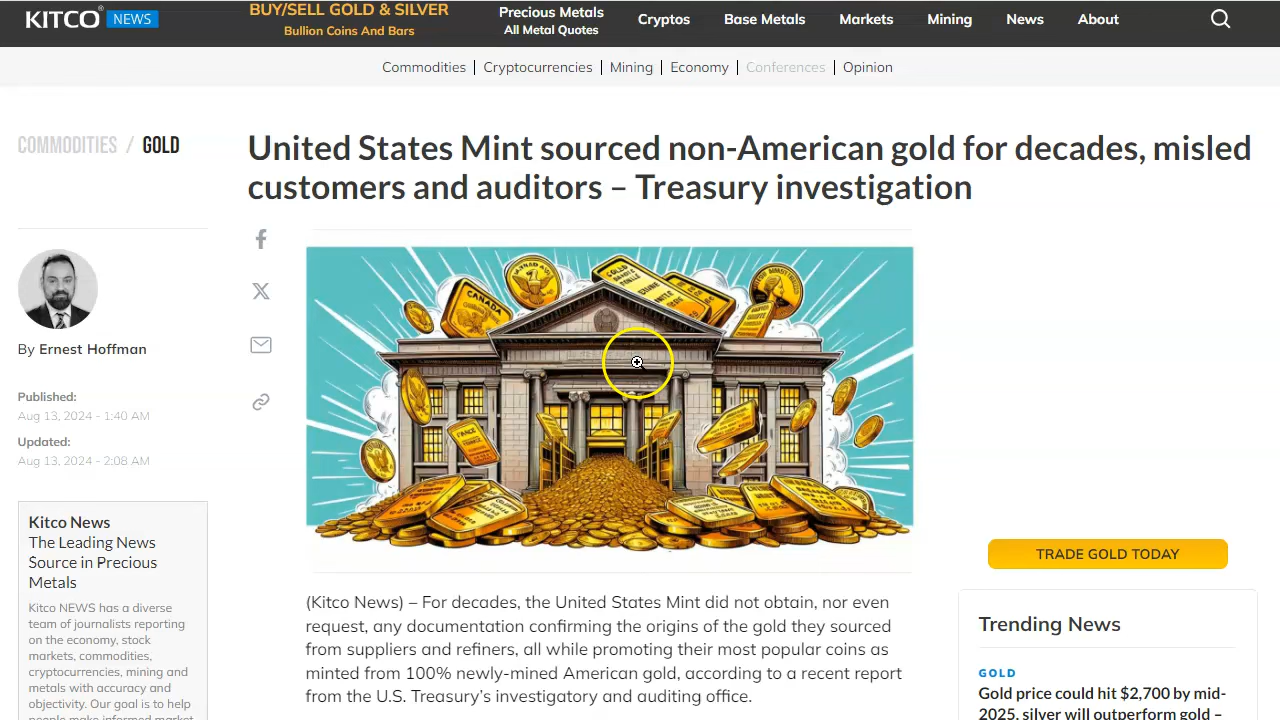 KITCO® NEWS
BUY/SELL GOLD & SILVER
Bullion Coins And Bars
Precious Metals
All Metal Quotes
Cryptos
Base Metals
Markets
Mining
News
About
Commodities | Cryptocurrencies | Mining | Economy | Conferences | Opinion
COMMODITIES / GOLD
United States Mint sourced non-American gold for decades, misled
customers and auditors – Treasury investigation
By Ernest Hoffman
Published:
Aug 13, 2024 - 1:40 AM
Updated:
Aug 13, 2024 - 2:08 AM
CANADA
Kitco News
The Leading News
Source in Precious
Metals
Kitco NEWS has a diverse
team of journalists reporting
on the economy, stock
markets, commodities,
cryptocurrencies, mining and
metals with accuracy and
objectivity. Our goal is to help
people make informed market
(Kitco News) – For decades, the United States Mint did not obtain, nor even
request, any documentation confirming the origins of the gold they sourced
from suppliers and refiners, all while promoting their most popular coins as
minted from 100% newly-mined American gold, according to a recent report
from the U.S. Treasury’s investigatory and auditing office.
TRADE GOLD TODAY
Trending News
GOLD
Gold price could hit $2,700 by mid-
2025, silver will outperform gold –